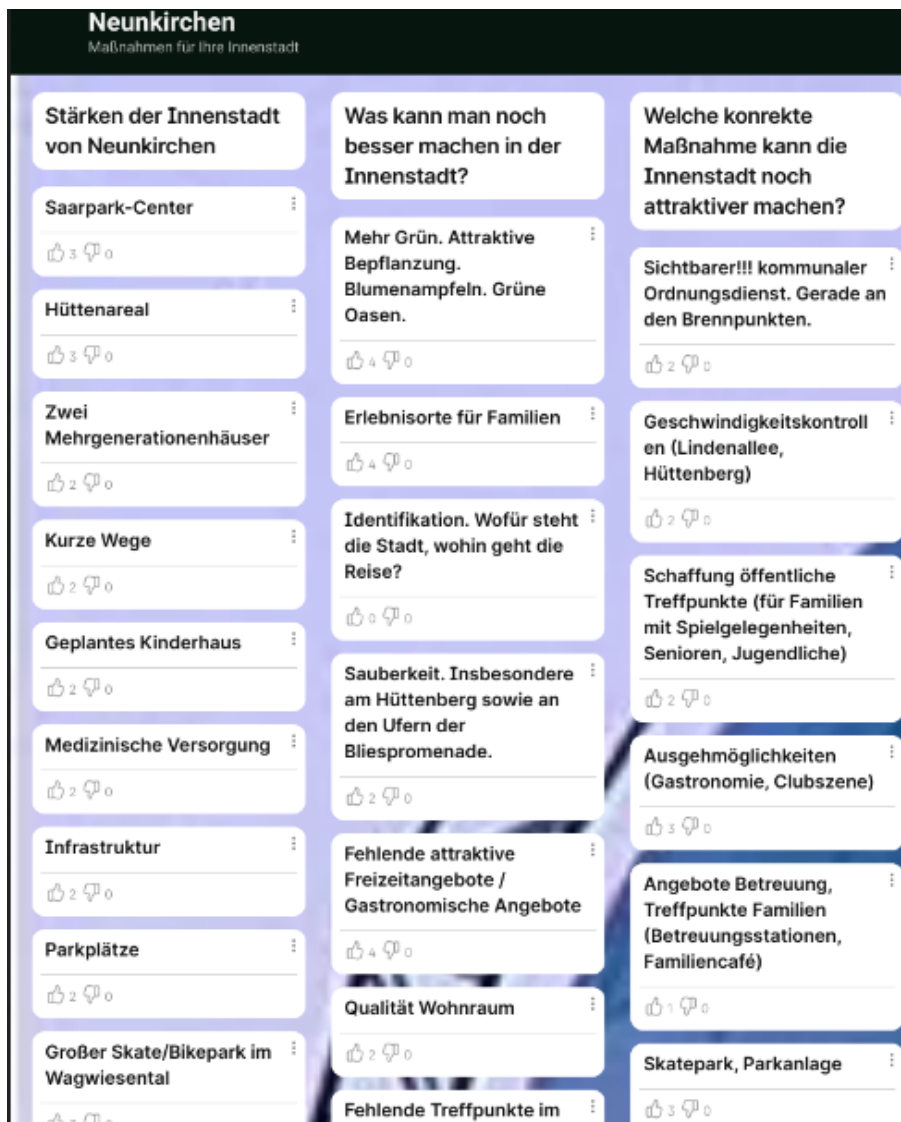 Neunkirchen
Maßnahmen für Ihre Innenstadt
Stärken der Innenstadt
von Neunkirchen
Saarpark-Center
3 0
Hüttenareal
3 0
Zwei
Mehrgenerationenhäuser
2 0
Kurze Wege
2 0
Geplantes Kinderhaus
2 0
Medizinische Versorgung
2 0
Infrastruktur
2 0
Parkplätze
2 0
Großer Skate/Bikepark im
Wagwiesental
Was kann man noch
besser machen in der
Innenstadt?
Mehr Grün. Attraktive
Bepflanzung.
Blumenampfeln. Grüne
Oasen.
4 0
Erlebnisorte für Familien
4 0
Identifikation. Wofür steht
die Stadt, wohin geht die
Reise?
0 0
Sauberkeit. Insbesondere
am Hüttenberg sowie an
den Ufern der
Bliespromenade.
2 0
Fehlende attraktive
Freizeitangebote /
Gastronomische Angebote
4 0
Qualität Wohnraum
2 0
Fehlende Treffpunkte im
Welche konrekte
Maßnahme kann die
Innenstadt noch
attraktiver machen?
Sichtbarer!!! kommunaler
Ordnungsdienst. Gerade an
den Brennpunkten.
2 0
Geschwindigkeitskontroll
en (Lindenallee,
Hüttenberg)
2 0
Schaffung öffentliche
Treffpunkte (für Familien
mit Spielgelegenheiten,
Senioren, Jugendliche)
2 0
Ausgehmöglichkeiten
(Gastronomie, Clubszene)
3 0
Angebote Betreuung,
Treffpunkte Familien
(Betreuungsstationen,
Familiencafé)
1 0
Skatepark, Parkanlage
3 0